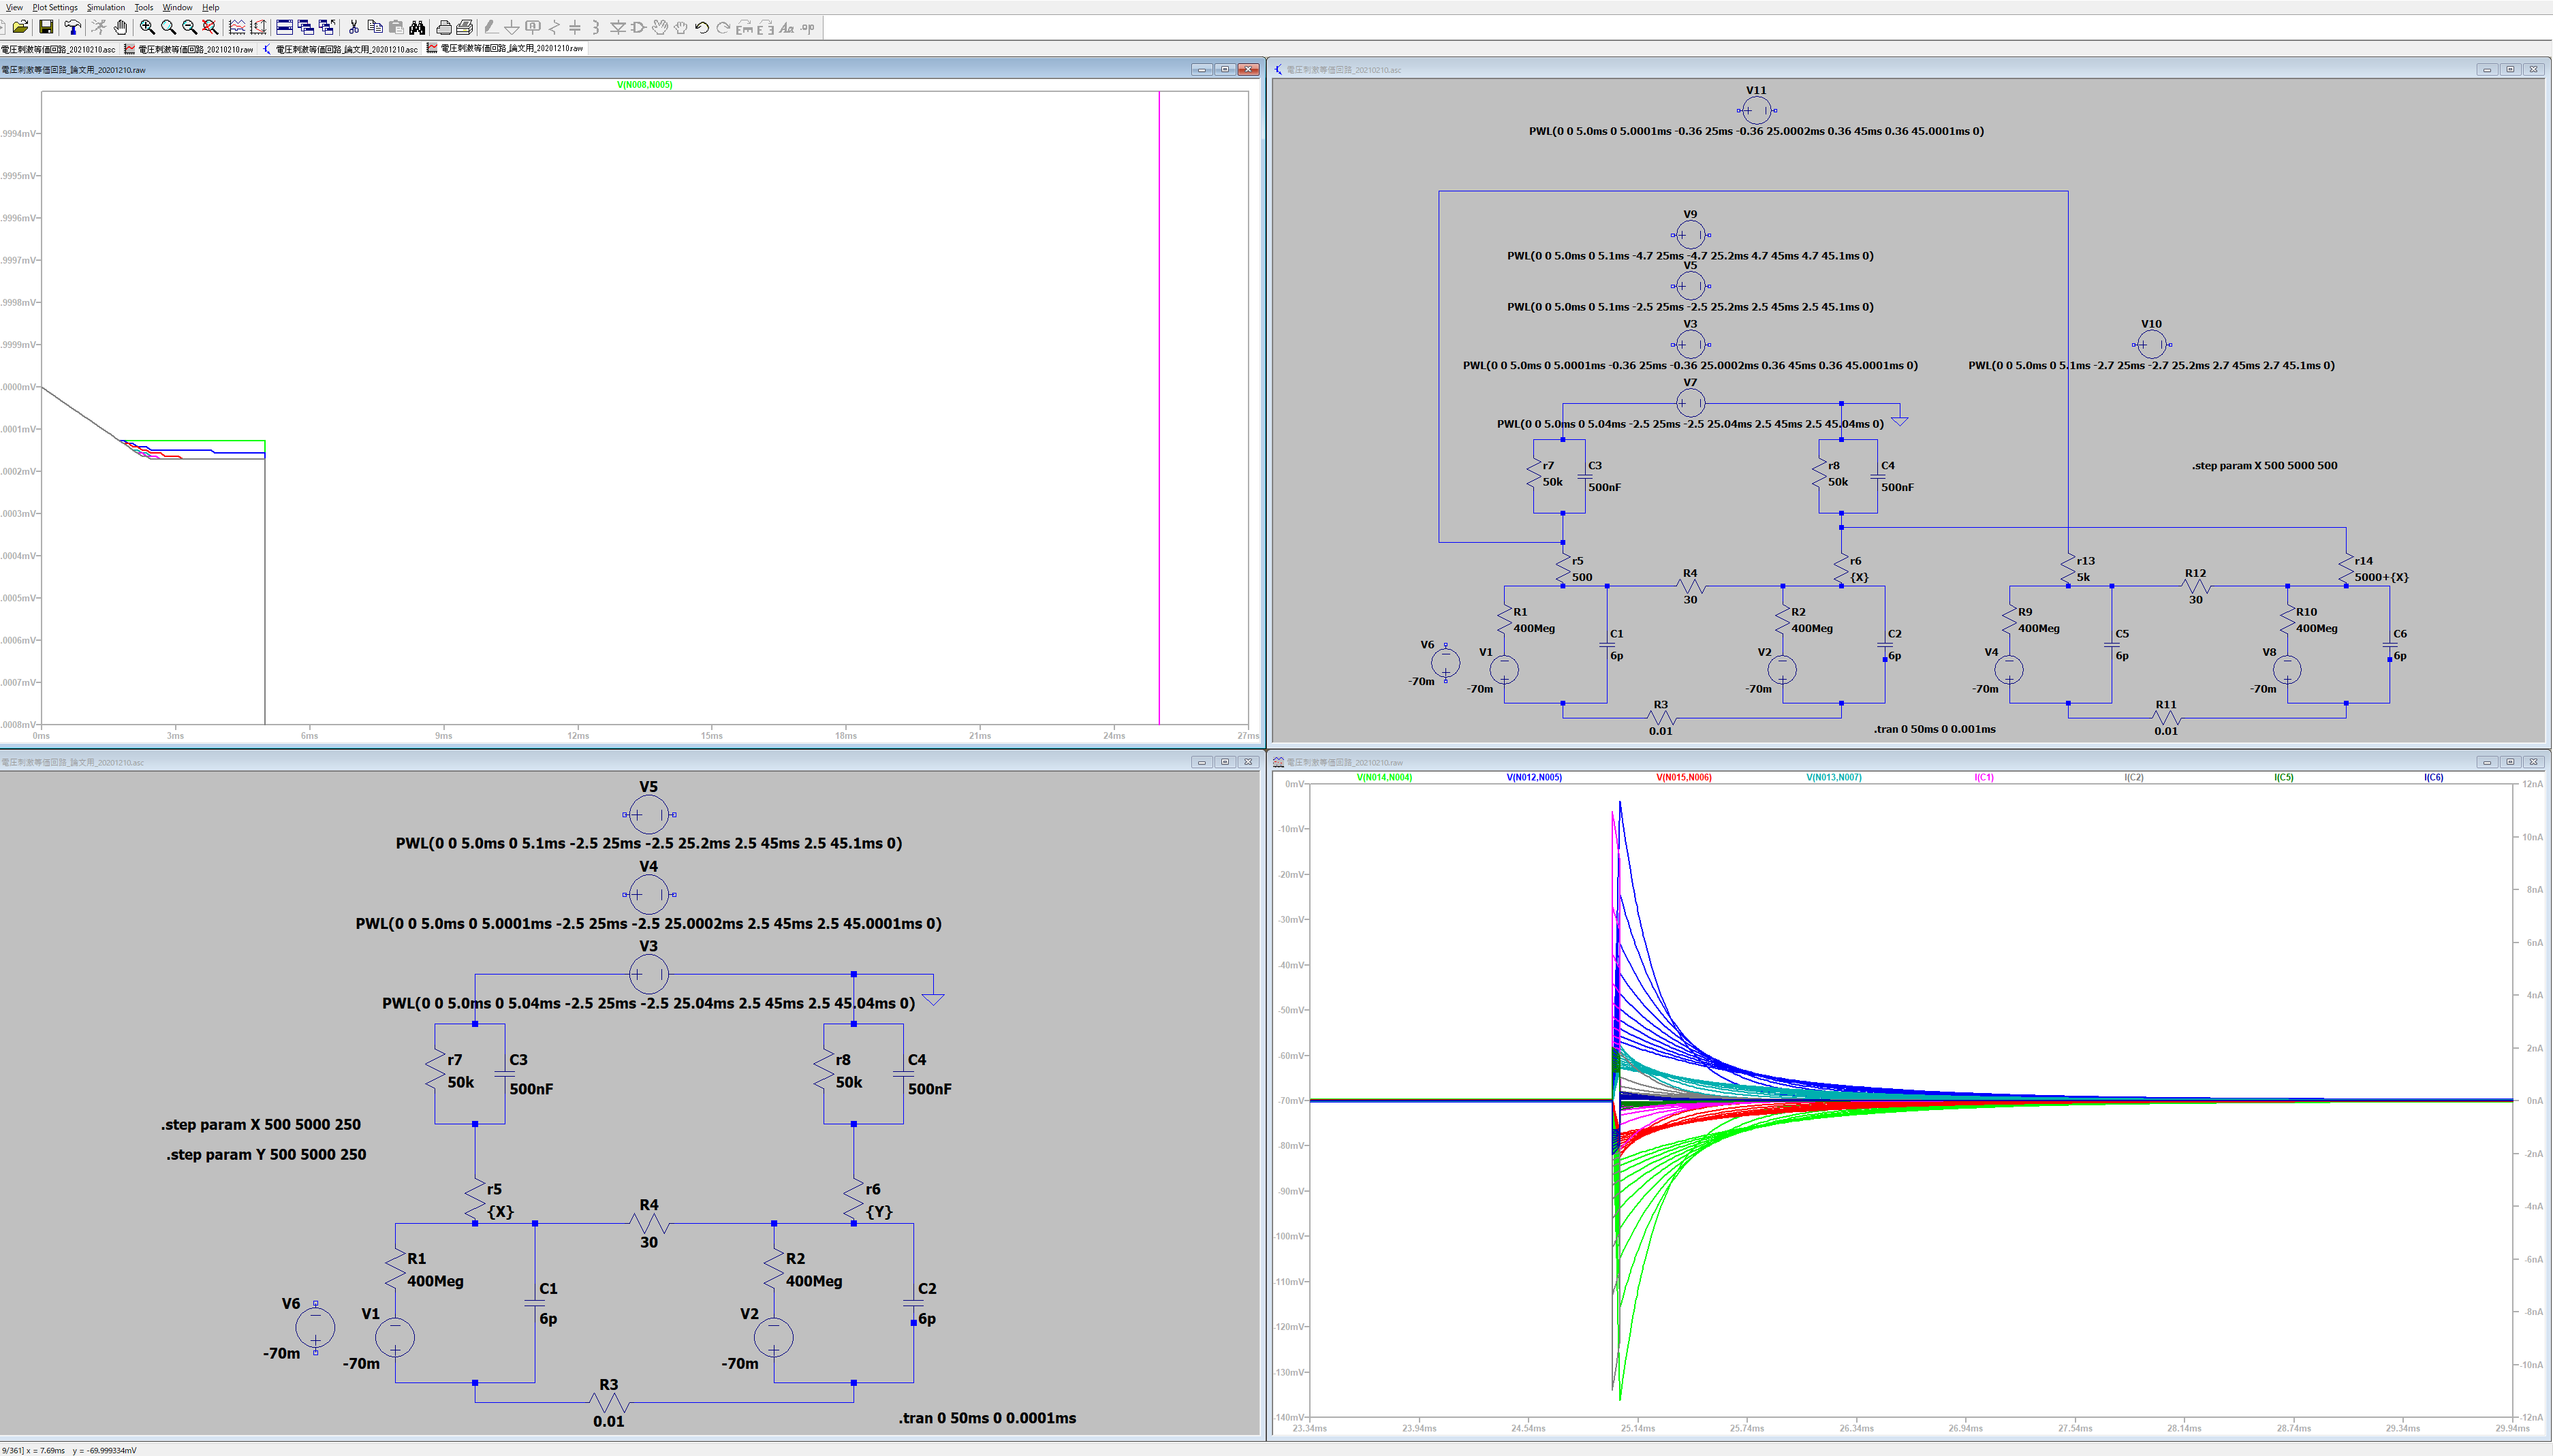 View Plot Settings Simulation Tools Window Help
電圧刺激等価回路_20210210.asc 電圧刺激等価回路_20210210.raw 電圧刺激等価回路_論文用_20201210.asc 電圧刺激等価回路_論文用_20201210.raw
電圧刺激等価回路_論文用_20201210.raw
V(N008,N005)
.9994mV
.9995mV
.9996mV
.9997mV
.9998mV
.9999mV
.0000mV
.0001mV
.0002mV
.0003mV
.0004mV
.0005mV
.0006mV
.0007mV
.0008mV
0ms 3ms 6ms 9ms 12ms 15ms 18ms 21ms 24ms 27ms
電圧刺激等価回路_20210210.asc
V11
PWL(0 0 5.0ms 0 5.0001ms -0.36 25ms -0.36 25.0002ms 0.36 45ms 0.36 45.0001ms 0)
V9
PWL(0 0 5.0ms 0 5.1ms -4.7 25ms -4.7 25.2ms 4.7 45ms 4.7 45.1ms 0)
V5
PWL(0 0 5.0ms 0 5.1ms -2.5 25ms -2.5 25.2ms 2.5 45ms 2.5 45.1ms 0)
V3 V10
PWL(0 0 5.0ms 0 5.0001ms -0.36 25ms -0.36 25.0002ms 0.36 45ms 0.36 45.0001ms 0) PWL(0 0 5.0ms 0 5.1ms -2.7 25ms -2.7 25.2ms 2.7 45ms 2.7 45.1ms 0)
V7
PWL(0 0 5.0ms 0 5.04ms -2.5 25ms -2.5 25.04ms 2.5 45ms 2.5 45.04ms 0)
r7 C3 r8 C4 .step param X 500 5000 500
50k 500nF 50k 500nF
r5 r6 r13 r14
500 {X} 5k 5000+{X}
R4 R12
30 30
R1 R2 R9 R10
400Meg 400Meg 400Meg 400Meg
C1 C2 C5 C6
6p 6p 6p 6p
V6 V1 V2 V4 V8
-70m -70m -70m -70m -70m
R3 R11
0.01 0.01
.tran 0 50ms 0 0.001ms
電圧刺激等価回路_論文用_20201210.asc
V5
PWL(0 0 5.0ms 0 5.1ms -2.5 25ms -2.5 25.2ms 2.5 45ms 2.5 45.1ms 0)
V4
PWL(0 0 5.0ms 0 5.0001ms -2.5 25ms -2.5 25.0002ms 2.5 45ms 2.5 45.0001ms 0)
V3
PWL(0 0 5.0ms 0 5.04ms -2.5 25ms -2.5 25.04ms 2.5 45ms 2.5 45.04ms 0)
r7 C3 r8 C4
50k 500nF 50k 500nF
.step param X 500 5000 250
.step param Y 500 5000 250
r5 r6
{X} {Y}
R4
30
R1 R2
400Meg 400Meg
C1 C2
6p 6p
V6 V1 V2
-70m -70m -70m
R3
0.01
.tran 0 50ms 0 0.0001ms
電圧刺激等価回路_20210210.raw
V(N014,N004) V(N012,N005) V(N015,N006) V(N013,N007) I(C1) I(C2) I(C5) I(C6)
0mV 12nA
-10mV 10nA
-20mV 8nA
-30mV 6nA
-40mV 4nA
-50mV 2nA
-60mV 0nA
-70mV -2nA
-80mV -4nA
-90mV -6nA
-100mV -8nA
-110mV -10nA
-120mV -12nA
-130mV
-140mV
23.34ms 23.94ms 24.54ms 25.14ms 25.74ms 26.34ms 26.94ms 27.54ms 28.14ms 28.74ms 29.34ms 29.94ms
9/361] x = 7.69ms y = -69.999334mV